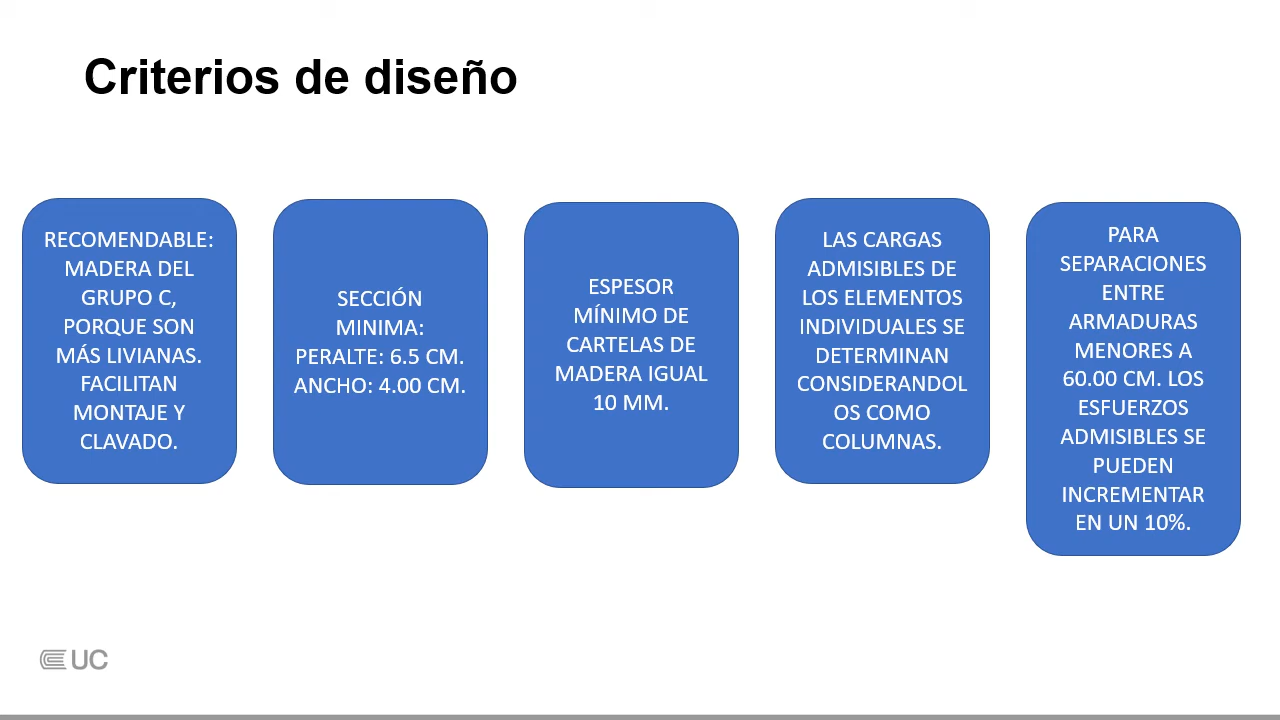 Criterios de diseño
RECOMENDABLE:
MADERA DEL
GRUPO C,
PORQUE SON
MÁS LIVIANAS.
FACILITAN
MONTAJE Y
CLAVADO.
SECCIÓN
MINIMA:
PERALTE: 6.5 CM.
ANCHO: 4.00 CM.
ESPESOR
MÍNIMO DE
CARTELAS DE
MADERA IGUAL
10 MM.
LAS CARGAS
ADMISIBLES DE
LOS ELEMENTOS
INDIVIDUALES SE
DETERMINAN
CONSIDERANDOL
OS COMO
COLUMNAS.
PARA
SEPARACIONES
ENTRE
ARMADURAS
MENORES A
60.00 CM. LOS
ESFUERZOS
ADMISIBLES SE
PUEDEN
INCREMENTAR
EN UN 10%.
UC